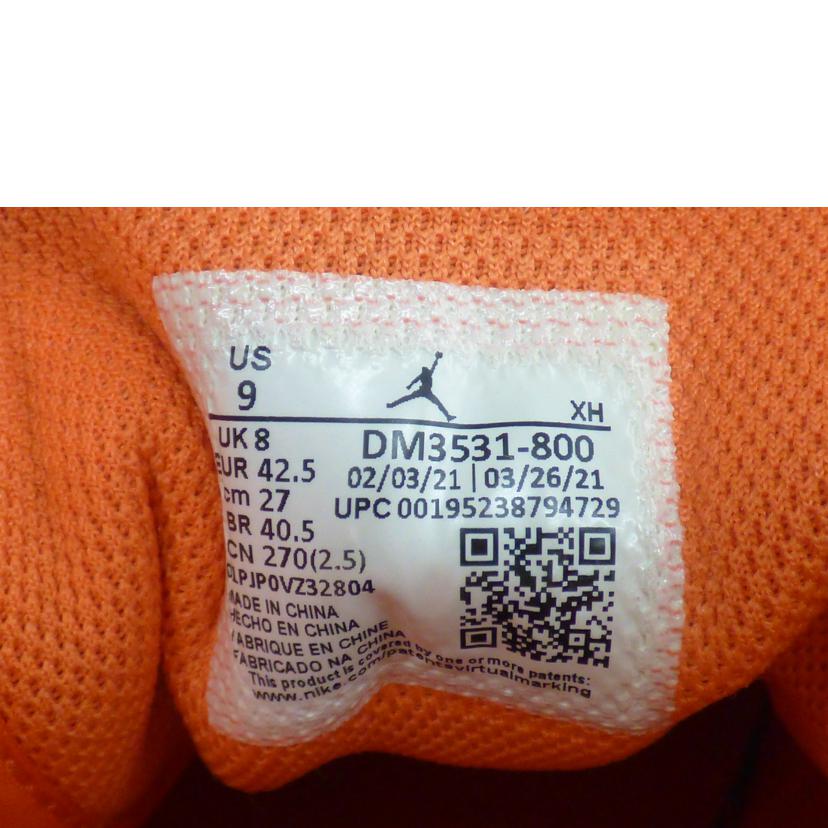 US
9
XH
UK 8
EUR 42.5
cm 27
BR 40.5
CN 270(2.5)
DM3531-800
02/03/21 | 03/26/21
UPC 00195238794729
OLPJP0VZ32804
MADE IN CHINA
HECHO EN CHINA
FABRIQUE EN CHINE
FABRICADO NA CHINA
This product is covered by one or more patents:
www.nike.com/patentsvirtualmarking